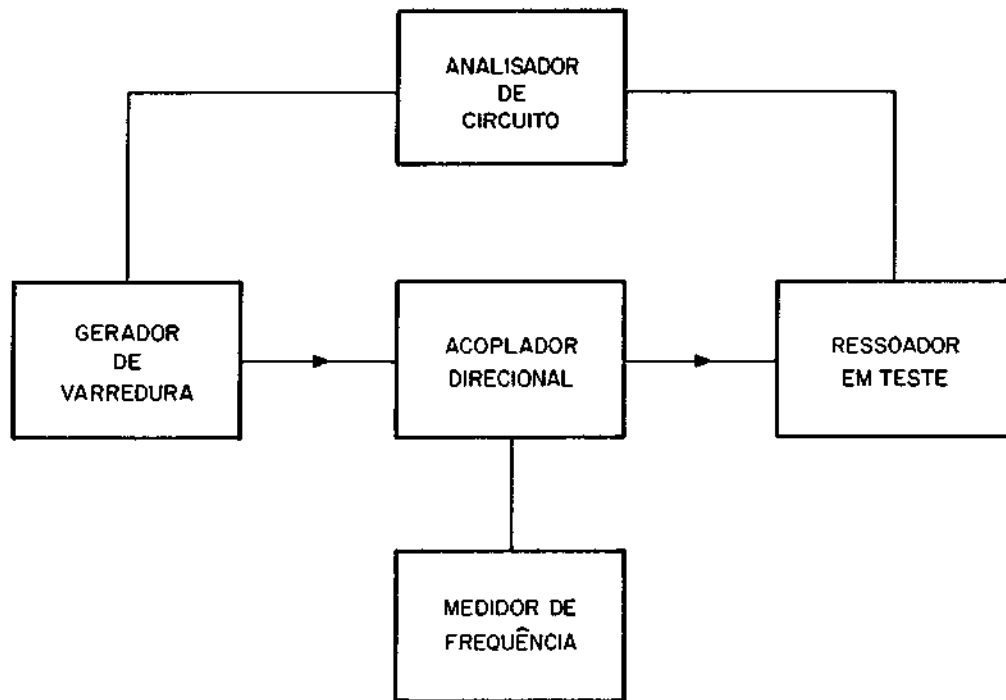 ANALISADOR
DE
CIRCUITO
GERADOR
DE
VARREDURA
ACOPLADOR
DIRECIONAL
RESSOADOR
EM TESTE
MEDIDOR DE
FREQUÊNCIA